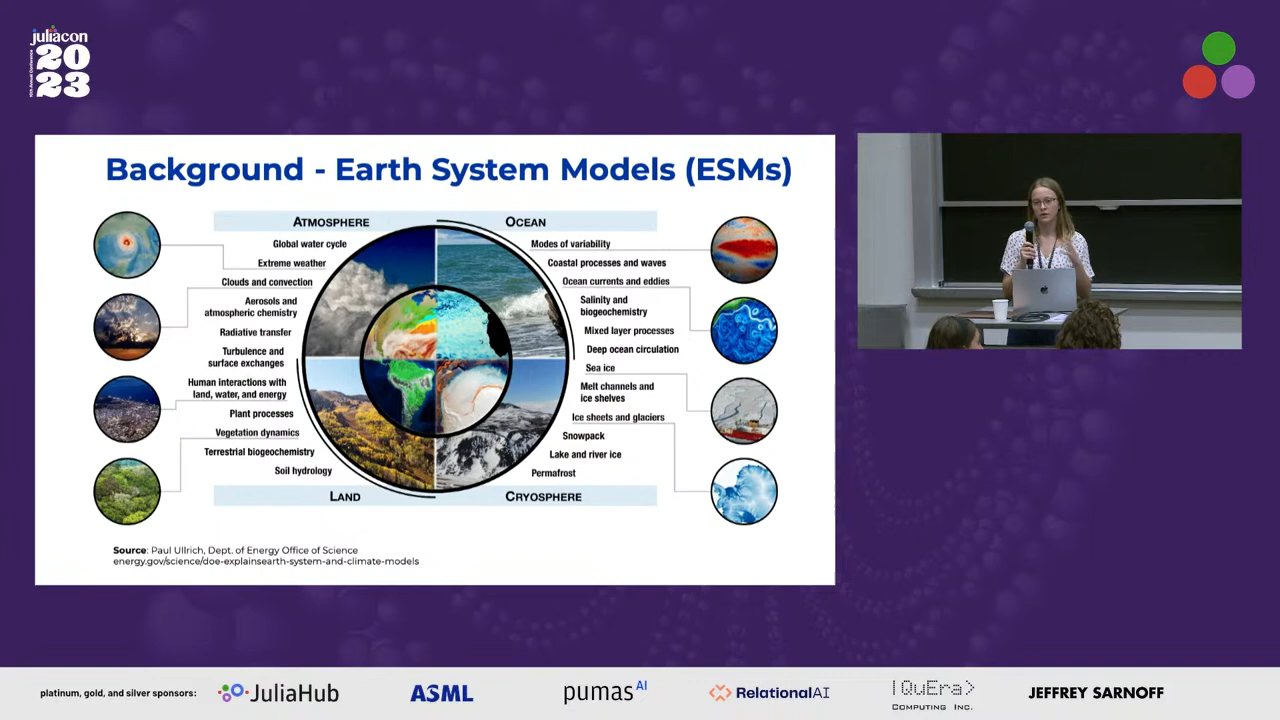 juliacon
20
23
Background - Earth System Models (ESMs)
ATMOSPHERE
Global water cycle
Extreme weather
Clouds and convection
Aerosols and
atmospheric chemistry
Radiative transfer
Turbulence and
surface exchanges
Human interactions with
land, water, and energy
Plant processes
Vegetation dynamics
Terrestrial biogeochemistry
Soil hydrology
LAND
OCEAN
Modes of variability
Coastal processes and waves
Ocean currents and eddies
Salinity and
biogeochemistry
Mixed layer processes
Deep ocean circulation
Sea ice
Melt channels and
ice shelves
Ice sheets and glaciers
Snowpack
Lake and river ice
Permafrost
CRYOSPHERE
Source: Paul Ullrich, Dept. of Energy Office of Science
energy.gov/science/doe-explainsearth-system-and-climate-models
platinum, gold, and silver sponsors:
JuliaHub
ASML
pumasAI
RelationalAI
|QuEra>
COMPUTING INC.
JEFFREY SARNOFF